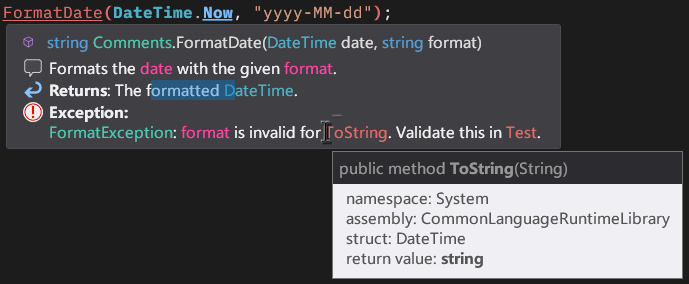 FormatDate(DateTime.Now, "yyyy-MM-dd");
string Comments.FormatDate(DateTime date, string format)
Formats the date with the given format.
Returns: The formatted DateTime.
Exception:
FormatException: format is invalid for ToString. Validate this in Test.
public method ToString(String)
namespace: System
assembly: CommonLanguageRuntimeLibrary
struct: DateTime
return value: string